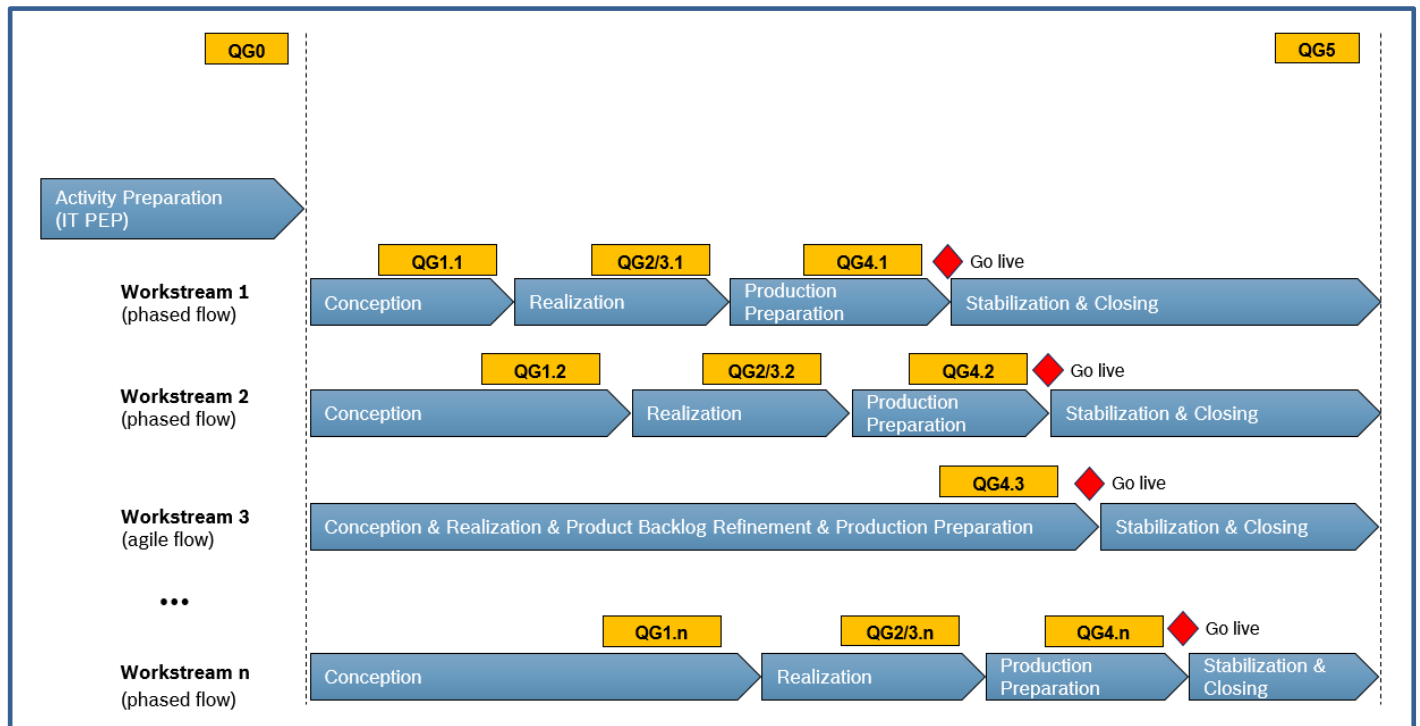 QG0
QG5
Activity Preparation
(IT PEP)
QG1.1
QG2/3.1
QG4.1
Go live
Workstream 1
(phased flow)
Conception
Realization
Production
Preparation
Stabilization & Closing
QG1.2
QG2/3.2
QG4.2
Go live
Workstream 2
(phased flow)
Conception
Realization
Production
Preparation
Stabilization & Closing
QG4.3
Go live
Workstream 3
(agile flow)
Conception & Realization & Product Backlog Refinement & Production Preparation
Stabilization & Closing
...
QG1.n
QG2/3.n
QG4.n
Go live
Workstream n
(phased flow)
Conception
Realization
Production
Preparation
Stabilization &
Closing